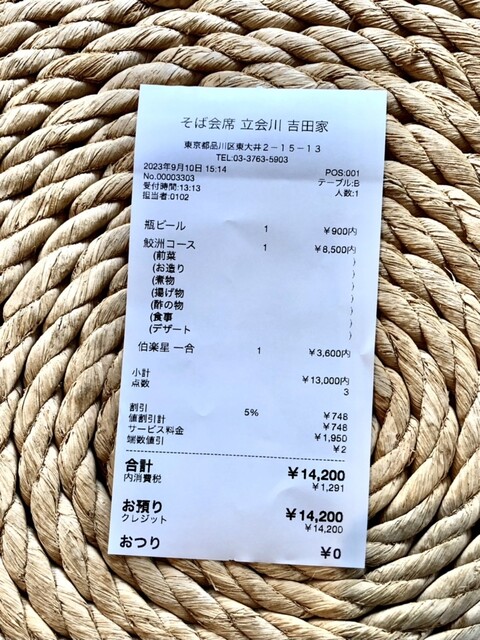 そば会席 立会川 吉田家
東京都品川区東大井2-15-13
TEL:03-3763-5903
2023年9月10日 15:14 POS:001
No.00003303 テーブル:B
受付時間:13:13 人数:1
担当者:0102
瓶ビール 1 ¥900内
鮫洲コース 1 ¥8,500内
(前菜 )
(お造り )
(煮物 )
(揚げ物 )
(酢の物 )
(食事 )
(デザート )
伯楽星 一合 1 ¥3,600内
小計 ¥13,000内
点数 3
割引 5% ¥748
値割引計 ¥748
サービス料金 ¥1,950
端数値引 ¥2
合計 ¥14,200
内消費税 ¥1,291
お預り ¥14,200
クレジット ¥14,200
おつり ¥0